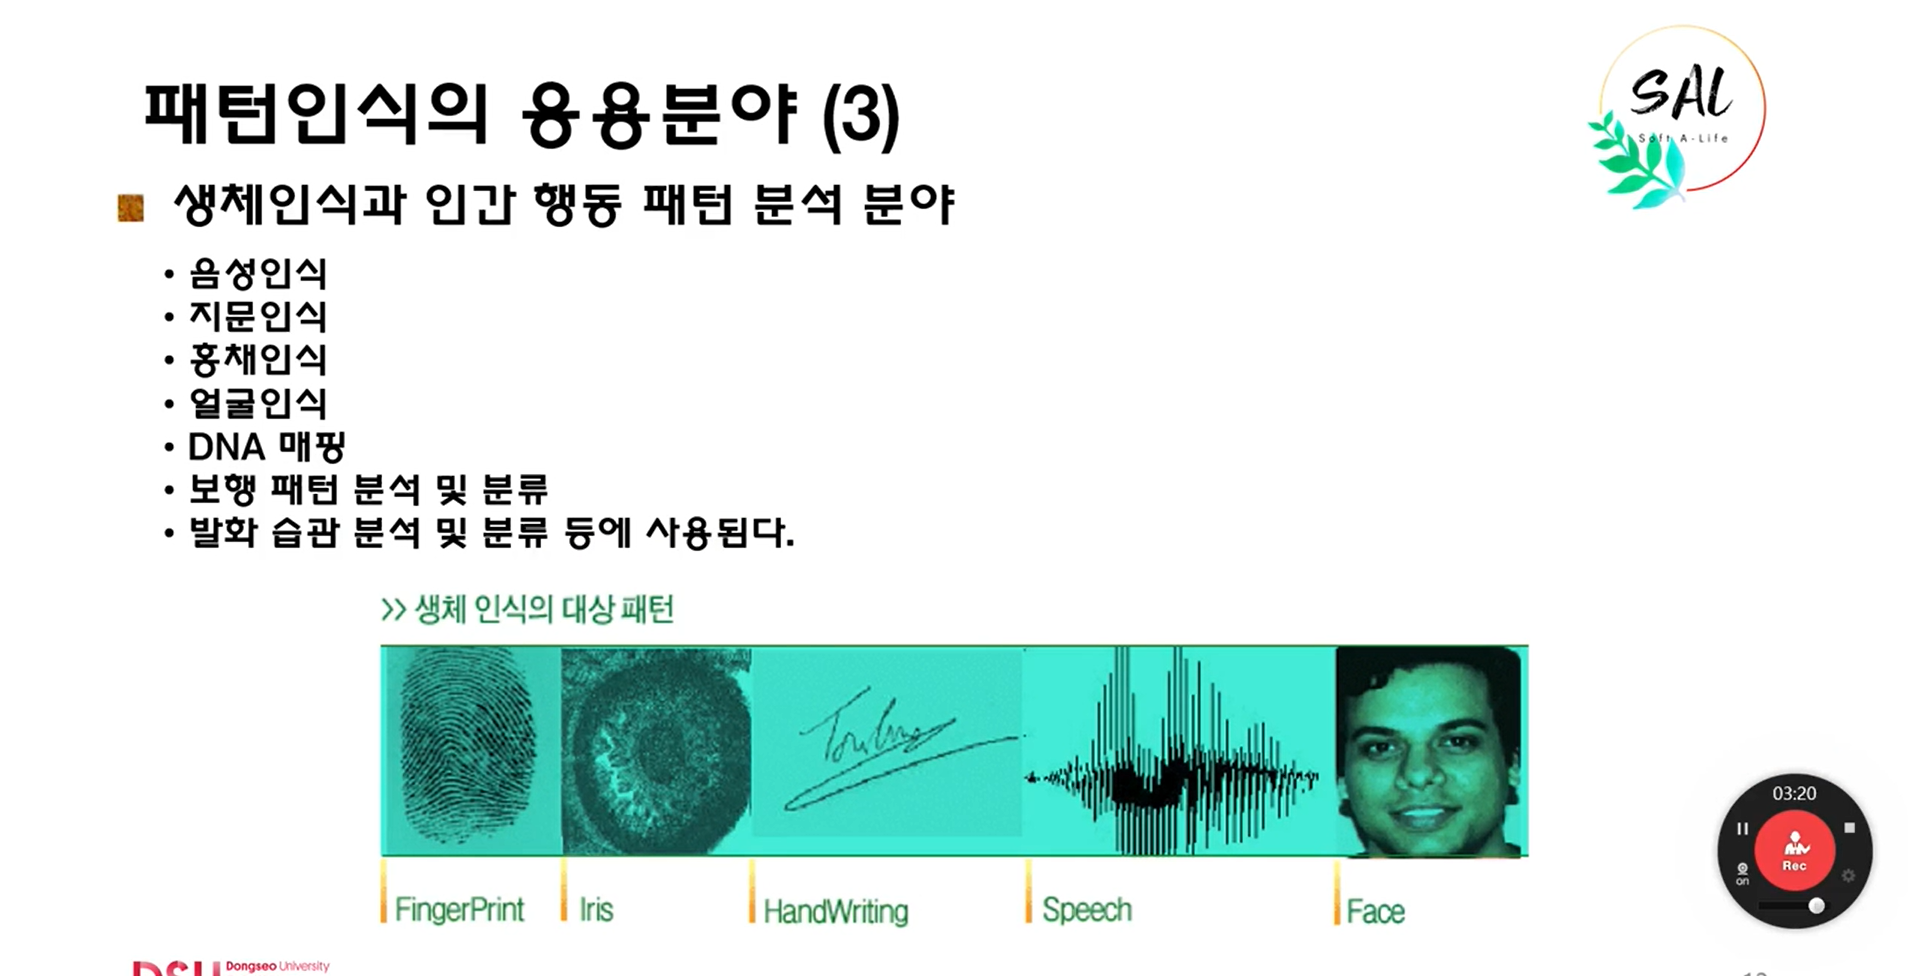 패턴인식의 응용분야 (3)
SAL
Soft A-Life
생체인식과 인간 행동 패턴 분석 분야
• 음성인식
• 지문인식
• 홍채인식
• 얼굴인식
• DNA 매핑
• 보행 패턴 분석 및 분류
• 발화 습관 분석 및 분류 등에 사용된다.
>> 생체 인식의 대상 패턴
FingerPrint Iris HandWriting Speech Face
03:20
Rec
on
DSU Dongseo University